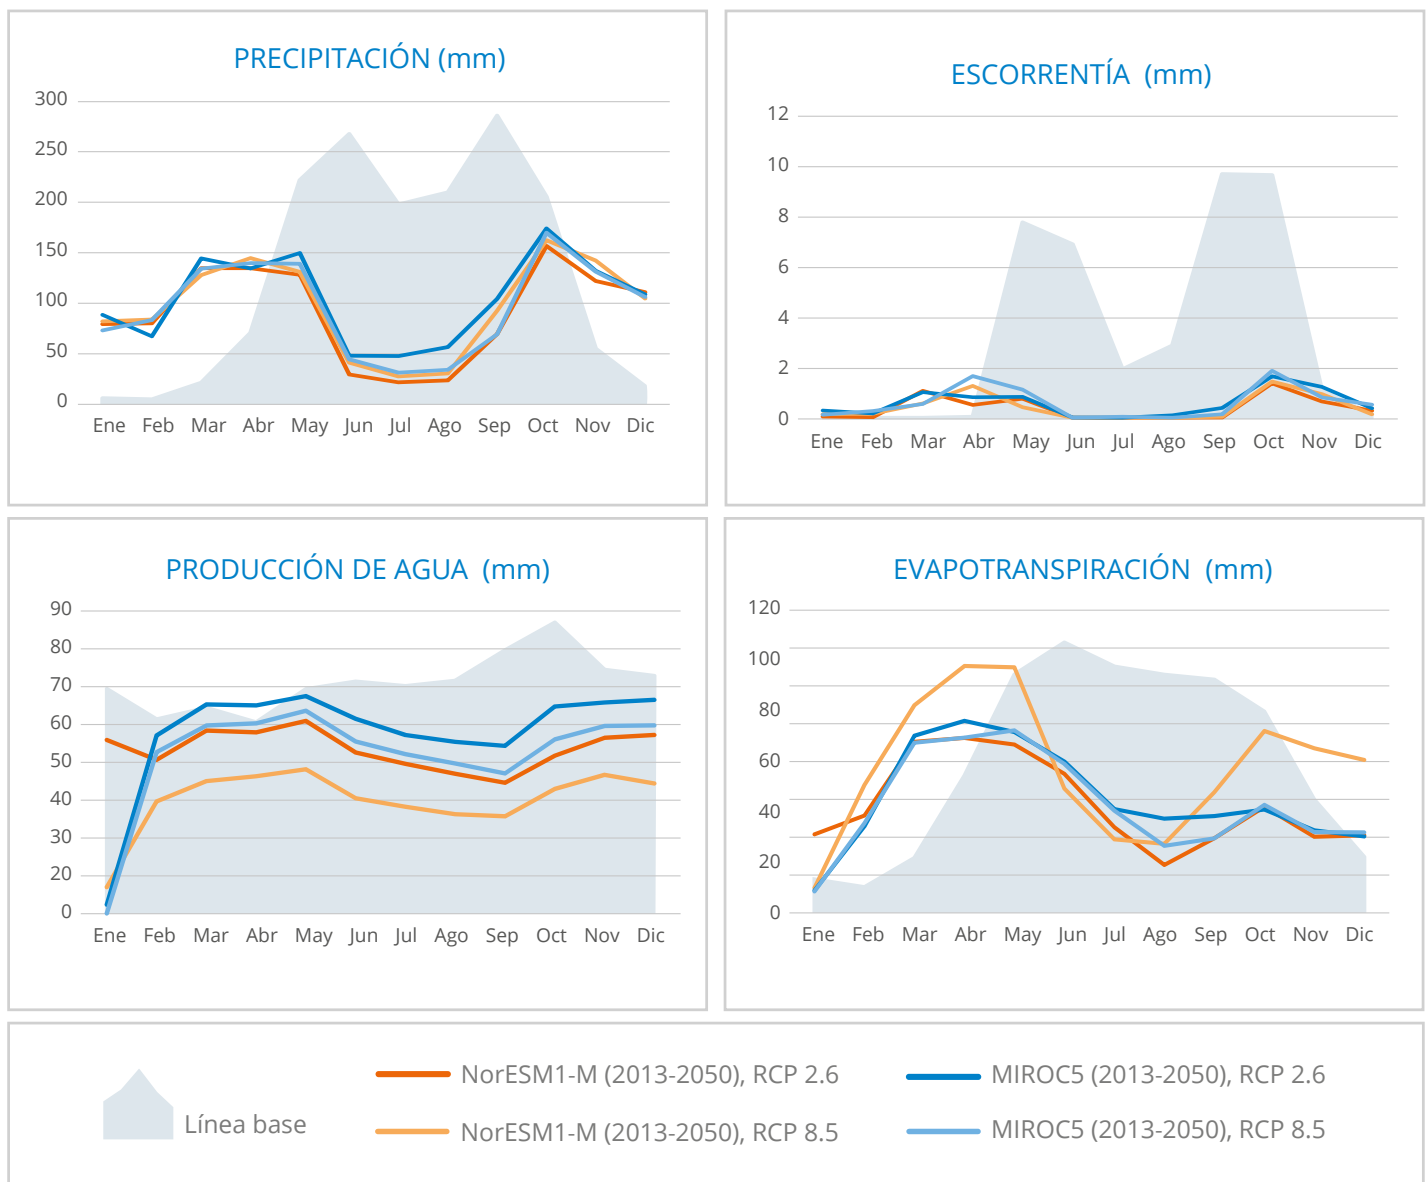 PRECIPITACIÓN (mm)
300
250
200
150
100
50
0
Ene Feb Mar Abr May Jun Jul Ago Sep Oct Nov Dic
ESCORRENTÍA (mm)
12
10
8
6
4
2
0
Ene Feb Mar Abr May Jun Jul Ago Sep Oct Nov Dic
PRODUCCIÓN DE AGUA (mm)
90
80
70
60
50
40
30
20
0
Ene Feb Mar Abr May Jun Jul Ago Sep Oct Nov Dic
EVAPOTRANSPIRACIÓN (mm)
120
100
80
60
40
20
0
Ene Feb Mar Abr May Jun Jul Ago Sep Oct Nov Dic
Línea base
NorESM1-M (2013-2050), RCP 2.6
MIROC5 (2013-2050), RCP 2.6
NorESM1-M (2013-2050), RCP 8.5
MIROC5 (2013-2050), RCP 8.5